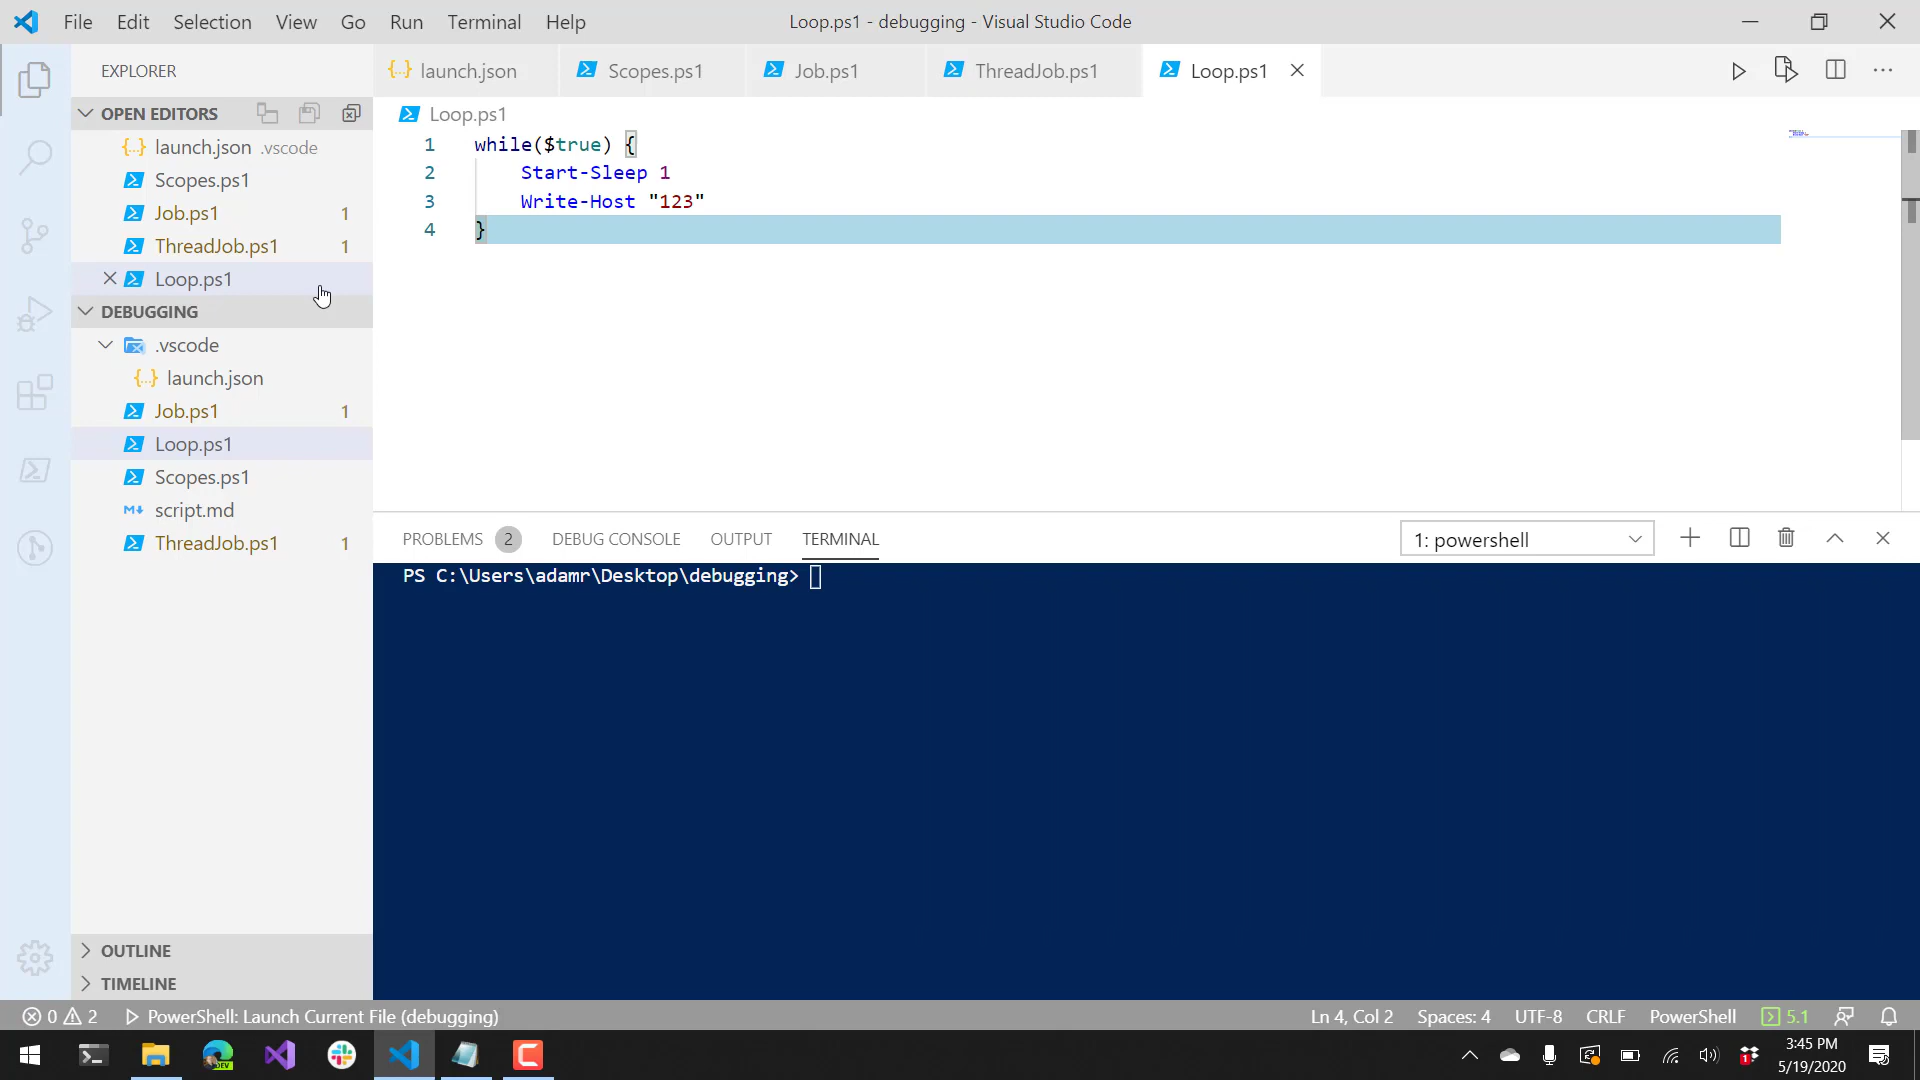 File Edit Selection View Go Run Terminal Help
Loop.ps1 - debugging - Visual Studio Code
EXPLORER
OPEN EDITORS
launch.json .vscode
Scopes.ps1
Job.ps1 1
ThreadJob.ps1 1
Loop.ps1
DEBUGGING
.vscode
launch.json
Job.ps1 1
Loop.ps1
Scopes.ps1
script.md
ThreadJob.ps1 1
OUTLINE
TIMELINE
launch.json Scopes.ps1 Job.ps1 ThreadJob.ps1 Loop.ps1
Loop.ps1
1 while($true) {
2 Start-Sleep 1
3 Write-Host "123"
4 }
PROBLEMS 2 DEBUG CONSOLE OUTPUT TERMINAL 1: powershell
PS C:\Users\adamr\Desktop\debugging>
0 2 PowerShell: Launch Current File (debugging) Ln 4, Col 2 Spaces: 4 UTF-8 CRLF PowerShell 5.1
3:45 PM
5/19/2020